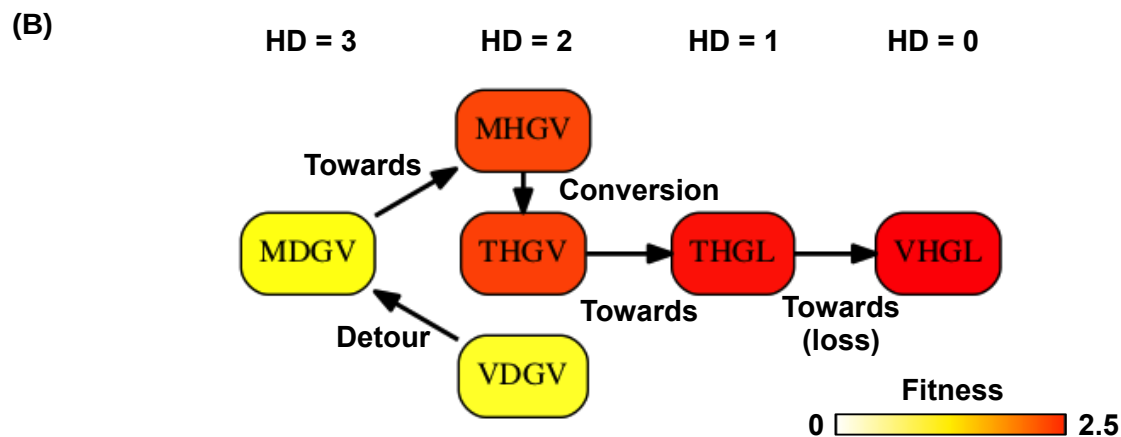 (B)
HD = 3 HD = 2 HD = 1 HD = 0
MHGV
Towards
Conversion
MDGV THGV THGL VHGL
Towards Towards
(loss)
Detour
VDGV
Fitness
0 2.5